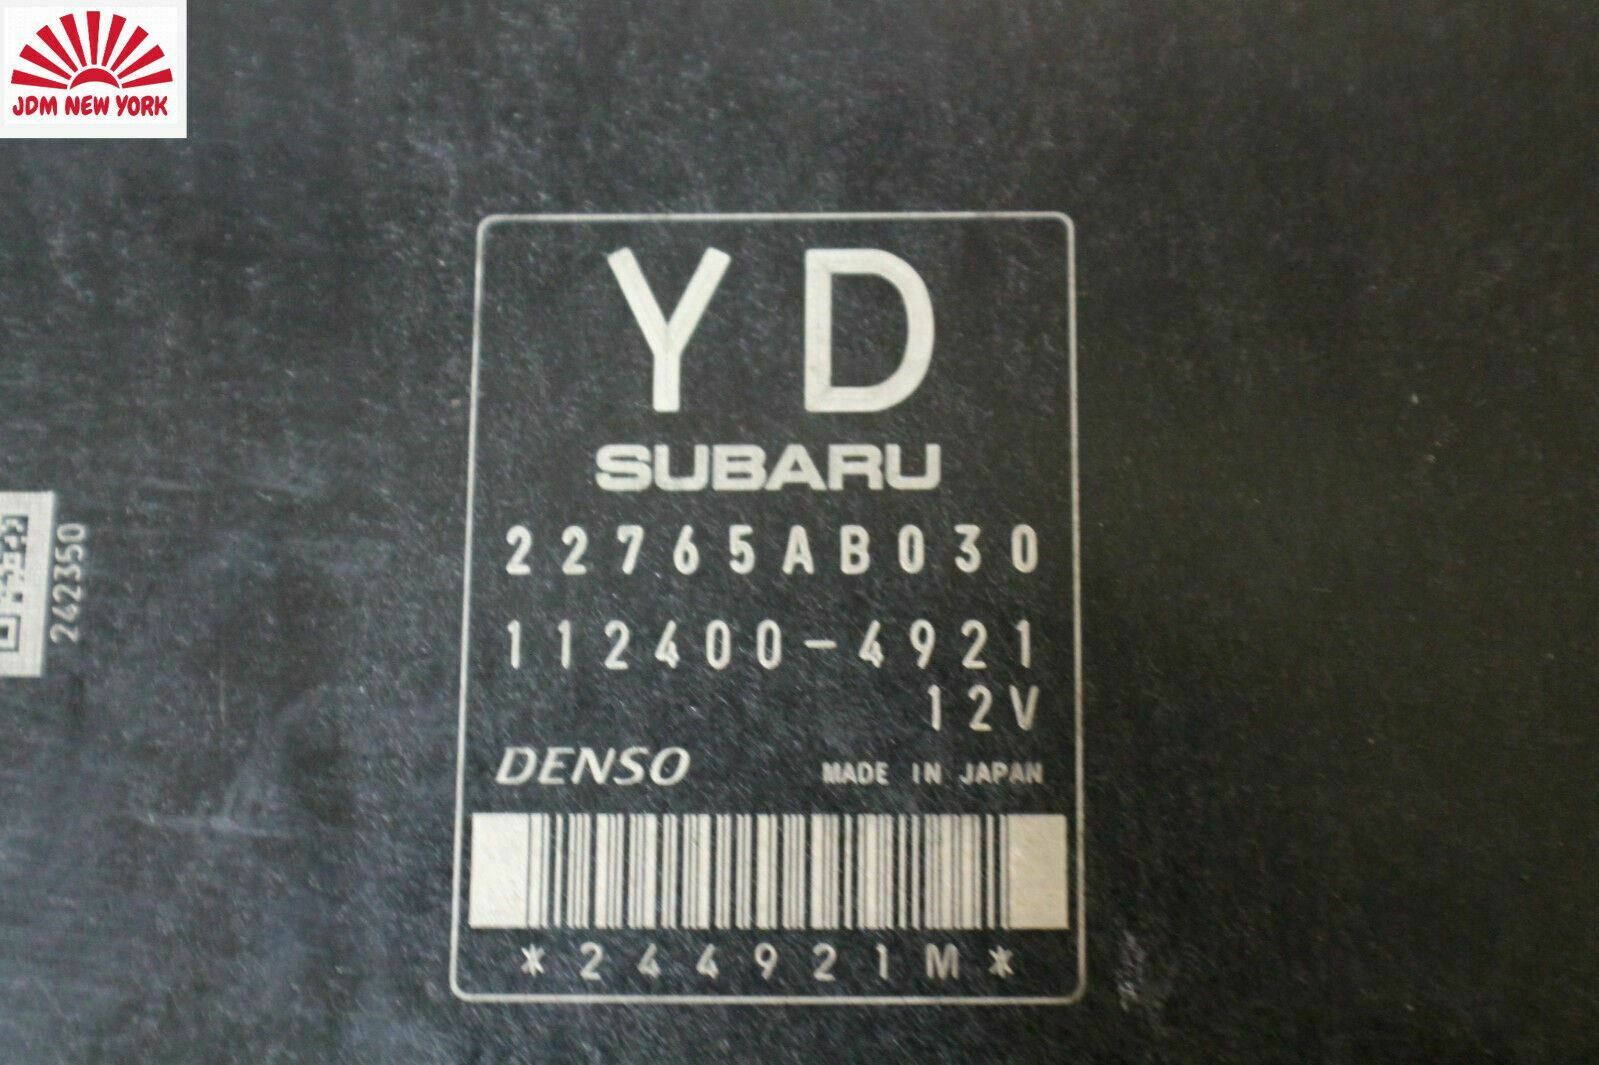 JDM NEW YORK
YD
SUBARU
22765AB030
112400-4921
12V
DENSO
MADE IN JAPAN
*244921M*
242350